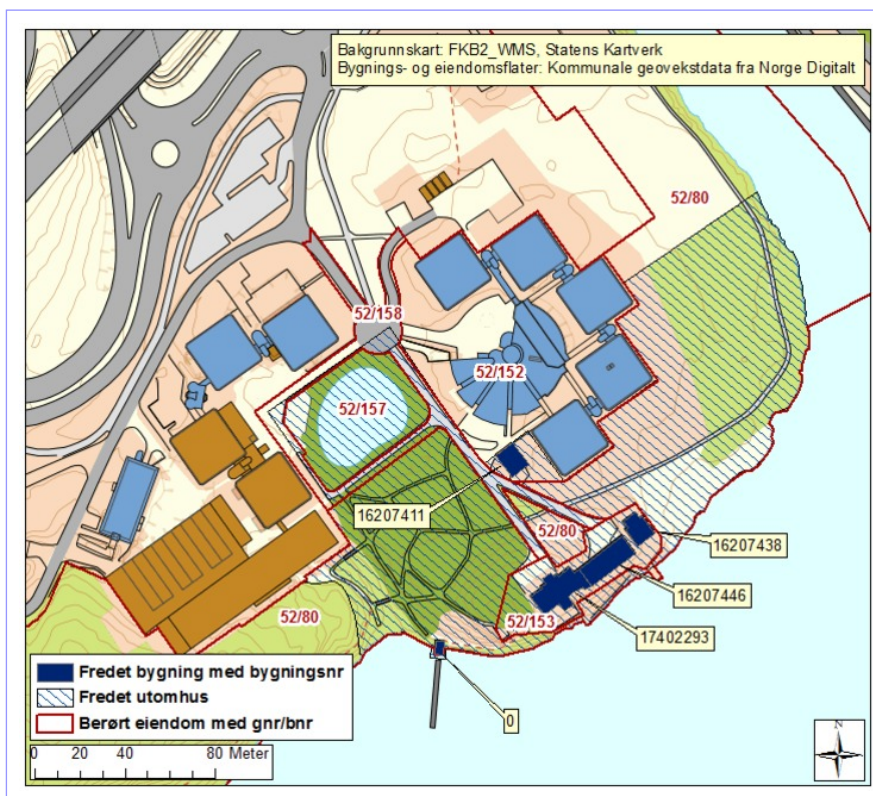 Bakgrunnskart: FKB2_WMS, Statens Kartverk
Bygnings- og eiendomsflater: Kommunale geovekstdata fra Norge Digitalt
52/80
52/158
52/152
52/157
16207411
52/80
16207438
16207446
52/80
52/153
17402293
0
Fredet bygning med bygningsnr
Fredet utomhus
Berørt eiendom med gnr/bnr
0 20 40 80 Meter
N